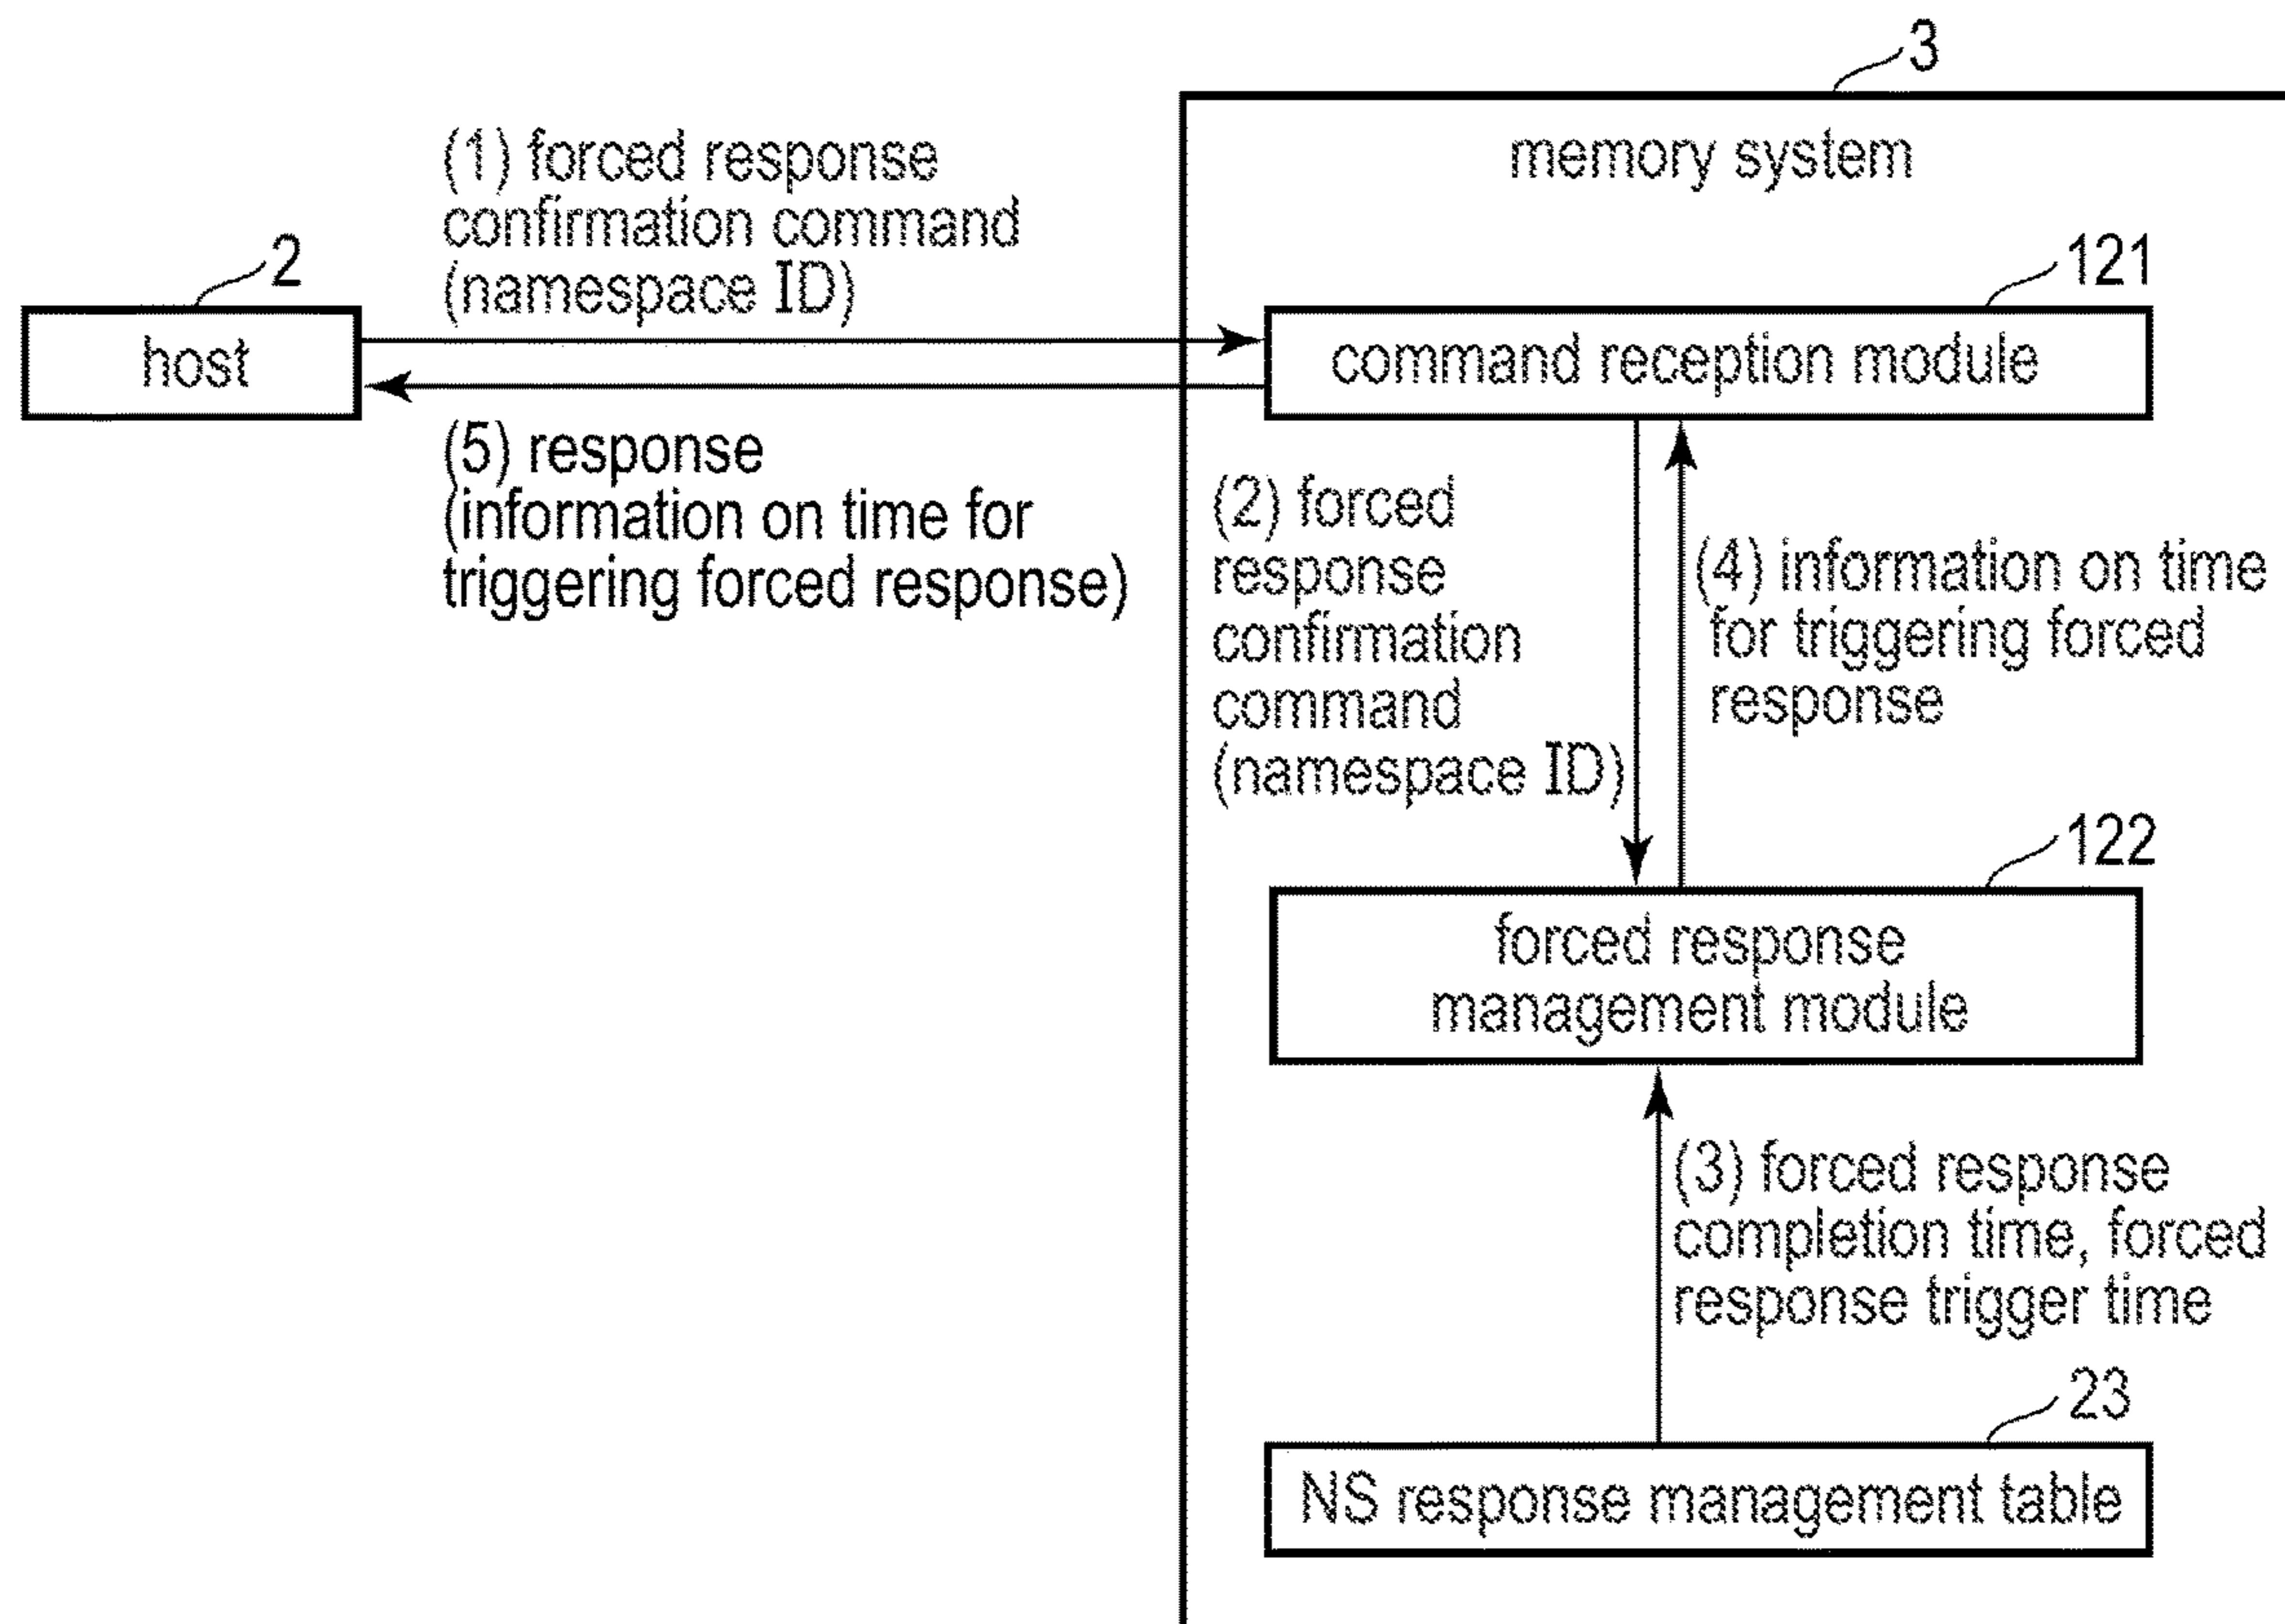 3
memory system
(1) forced response
confirmation command
(namespace ID)
2
host
121
command reception module
(5) response
(information on time for
triggering forced response)
(2) forced
response
confirmation
command
(namespace ID)
(4) information on time
for triggering forced
response
122
forced response
management module
(3) forced response
completion time, forced
response trigger time
23
NS response management table